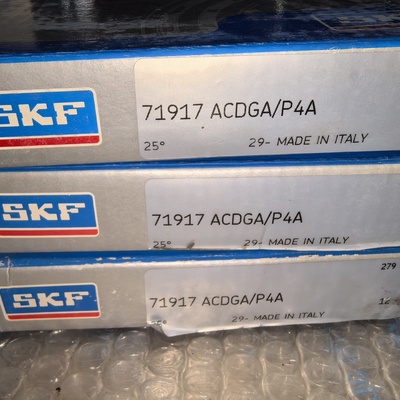 SKF
71917 ACDGA/P4A
25° 29- MADE IN ITALY
SKF
71917 ACDGA/P4A
25° 29- MADE IN ITALY
279
SKF
71917 ACDGA/P4A
29- MADE IN ITALY